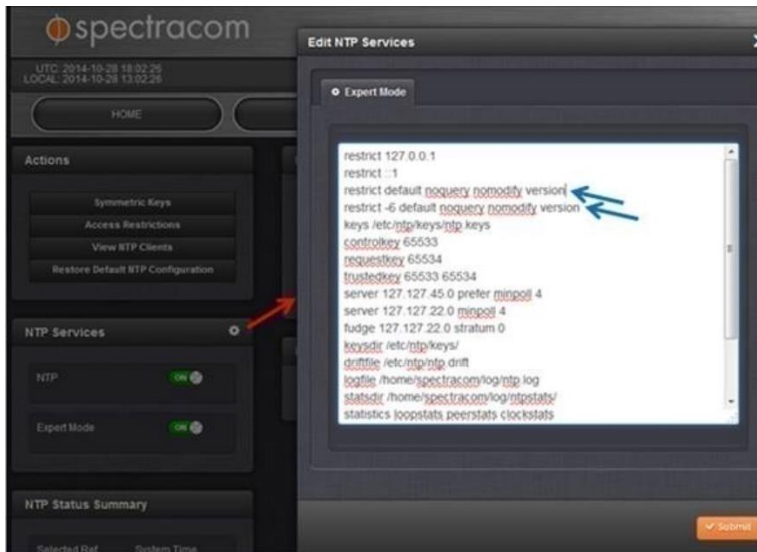 spectracom
UTC: 2014-10-28 18:02:26
LOCAL: 2014-10-28 13:02:26
HOME
Actions
Symmetric Keys
Access Restrictions
View NTP Clients
Restore Default NTP Configuration
NTP Services
NTP
ON
Expert Mode
ON
NTP Status Summary
Selected Ref
System Time
Edit NTP Services
Expert Mode
restrict 127.0.0.1
restrict ::1
restrict default noquery nomodify version
restrict -6 default noquery nomodify version
keys /etc/ntp/keys/ntp.keys
controlkey 65533
requestkey 65534
trustedkey 65533 65534
server 127.127.45.0 prefer minpoll 4
server 127.127.22.0 minpoll 4
fudge 127.127.22.0 stratum 0
keysdir /etc/ntp/keys/
driftfile /etc/ntp/ntp.drift
logfile /home/spectracom/log/ntp.log
statsdir /home/spectracom/log/ntpstats/
statistics loopstats peerstats clockstats
Submit